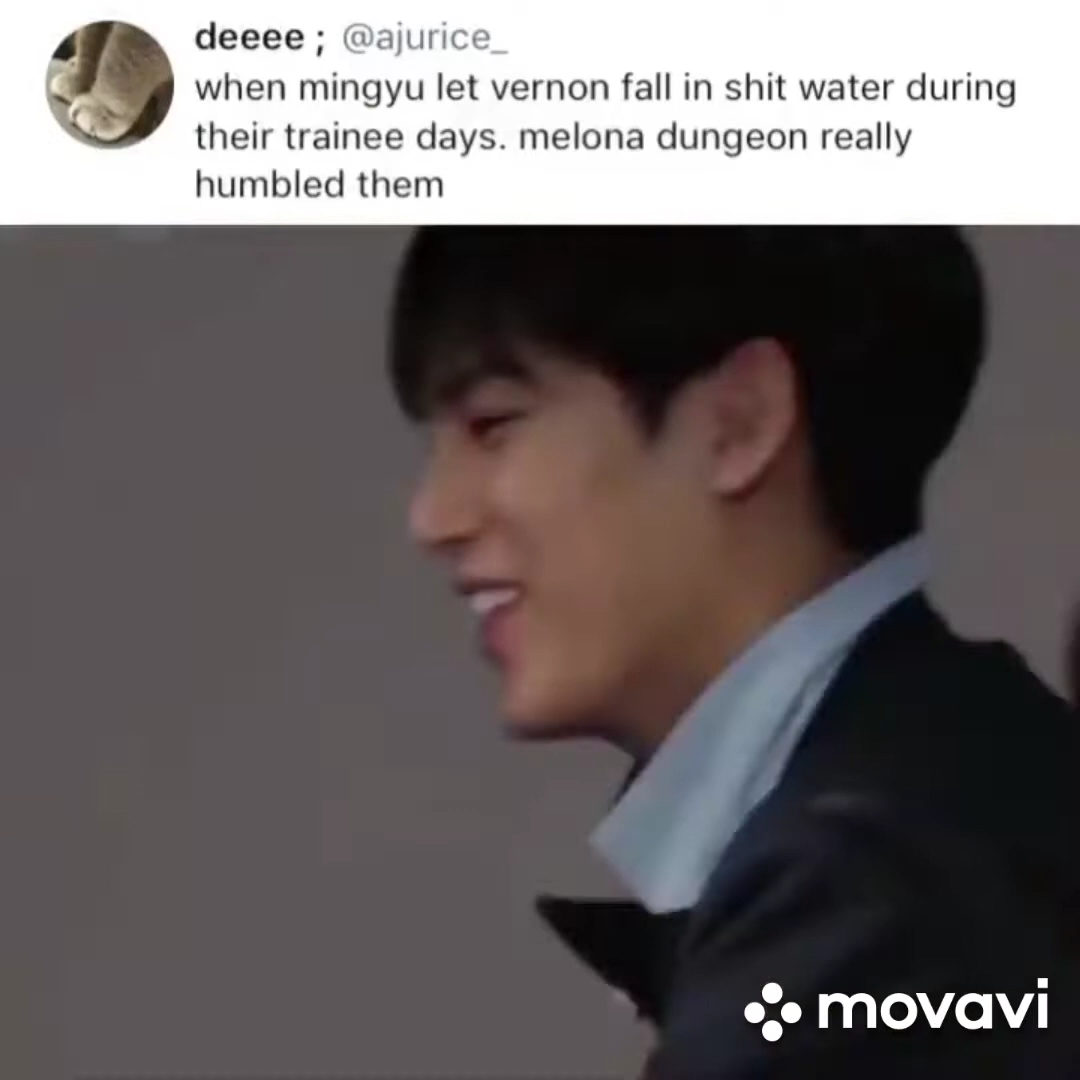 deeee ; @ajurice_
when mingyu let vernon fall in shit water during
their trainee days. melona dungeon really
humbled them
movavi